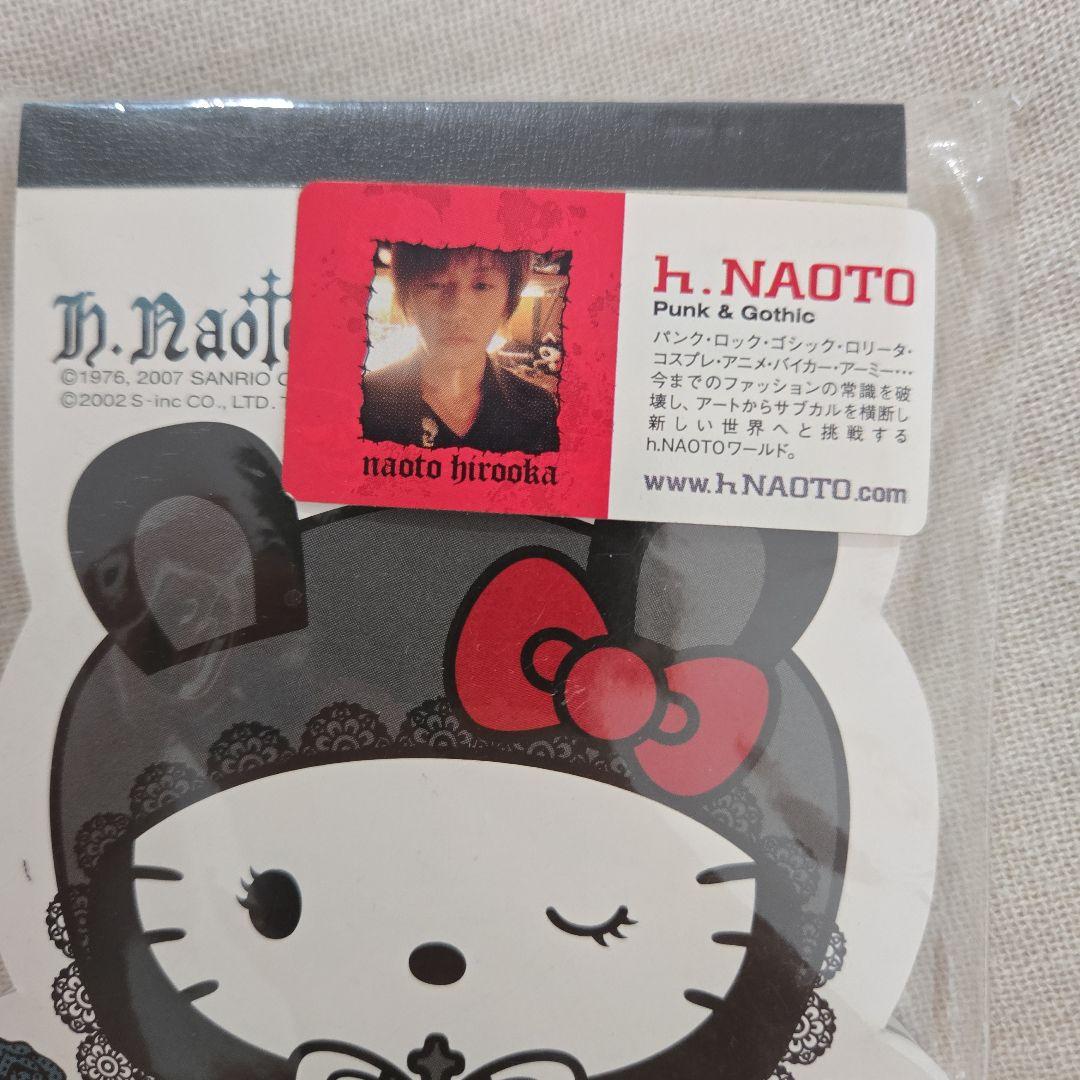 h.Naoto
©1976, 2007 SANRIO C
©2002 S-inc CO., LTD.
naoto hirooka
h.NAOTO
Punk & Gothic
パンク・ロック・ゴシック・ロリータ・
コスプレ・アニメ・バイカー・アーミー・・・
今までのファッションの常識を破
壊し、アートからサブカルを横断し
新しい世界へと挑戦する
h.NAOTOワールド。
www.hNAOTO.com